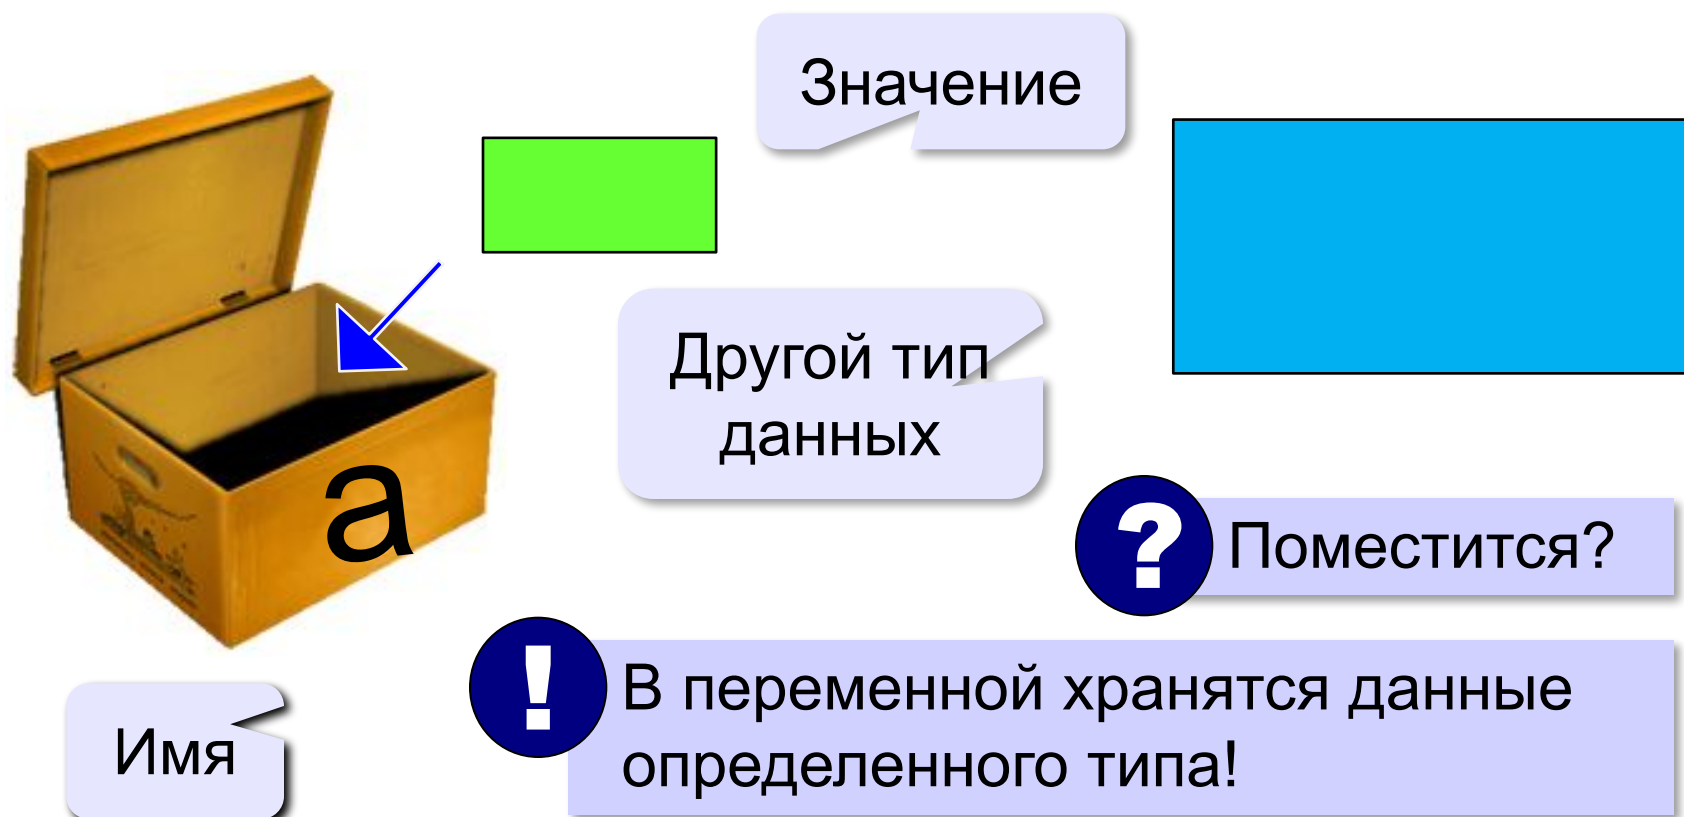 Значение
Другой тип
данных
a
?
Поместится?
!
В переменной хранятся данные
определенного типа!
Имя